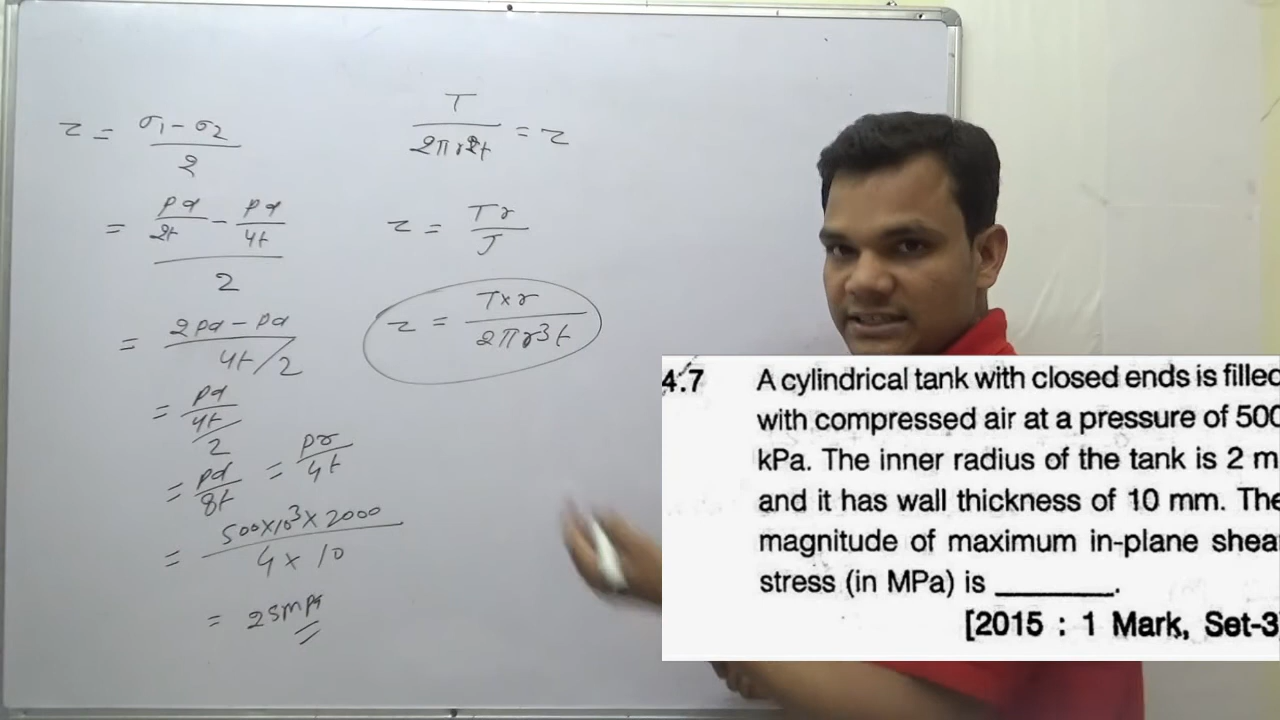 τ = σ₁ - σ₂ / 2
= pd/2t - pd/4t / 2
= 2pd - pd / 4t/2
= pd/4t / 2
= pd/8t = pr/4t
= 500×10³×2000 / 4×10
= 25MPa
T / 2πr²t = τ
τ = Tr / J
τ = T×r / 2πr³t
4.7 A cylindrical tank with closed ends is filled
with compressed air at a pressure of 500
kPa. The inner radius of the tank is 2 m
and it has wall thickness of 10 mm. The
magnitude of maximum in-plane shea
stress (in MPa) is ________.
[2015 : 1 Mark, Set-3